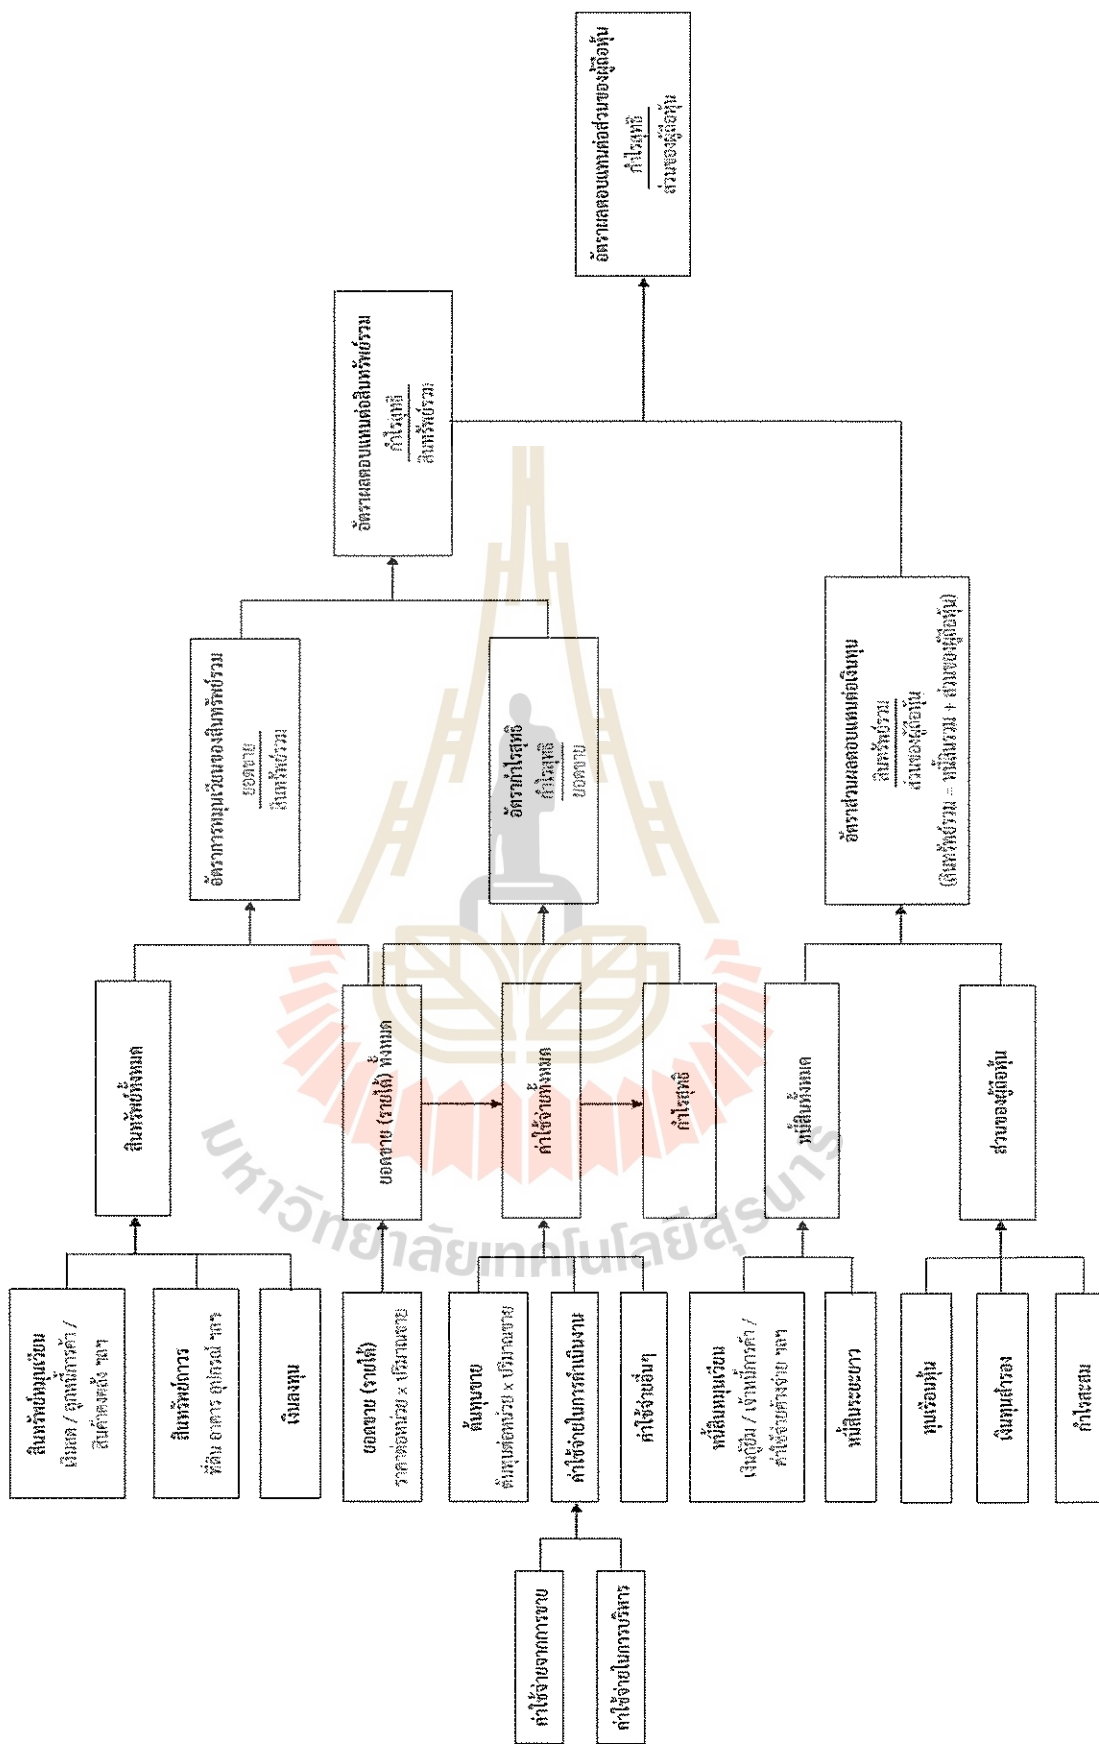 สินทรัพย์หมุนเวียน
เงินสด / ลูกหนี้การค้า /
สินค้าคงคลัง ฯลฯ
สินทรัพย์ถาวร
ที่ดิน อาคาร อุปกรณ์ ฯลฯ
เงินลงทุน
สินทรัพย์ทั้งหมด
อัตราการหมุนเวียนของสินทรัพย์รวม
ยอดขาย
สินทรัพย์รวม
อัตราผลตอบแทนต่อสินทรัพย์รวม
กำไรสุทธิ
สินทรัพย์รวม
อัตราผลตอบแทนต่อส่วนของผู้ถือหุ้น
กำไรสุทธิ
ส่วนของผู้ถือหุ้น
ยอดขาย (รายได้)
ราคาต่อหน่วย x ปริมาณขาย
ยอดขาย (รายได้) ทั้งหมด
อัตรากำไรสุทธิ
กำไรสุทธิ
ยอดขาย
ต้นทุนขาย
ต้นทุนต่อหน่วย x ปริมาณขาย
ค่าใช้จ่ายจากการขาย
ค่าใช้จ่ายในการบริหาร
ค่าใช้จ่ายในการดำเนินงาน
ค่าใช้จ่ายอื่นๆ
ค่าใช้จ่ายทั้งหมด
กำไรสุทธิ
หนี้สินหมุนเวียน
เงินกู้ยืม / เจ้าหนี้การค้า /
ค่าใช้จ่ายค้างจ่าย ฯลฯ
หนี้สินระยะยาว
หนี้สินทั้งหมด
อัตราส่วนผลตอบแทนต่อเงินทุน
สินทรัพย์รวม
ส่วนของผู้ถือหุ้น
(สินทรัพย์รวม = หนี้สินรวม + ส่วนของผู้ถือหุ้น)
ทุนเรือนหุ้น
เงินทุนสำรอง
กำไรสะสม
ส่วนของผู้ถือหุ้น
มหาวิทยาลัยเทคโนโลยีสุรนารี